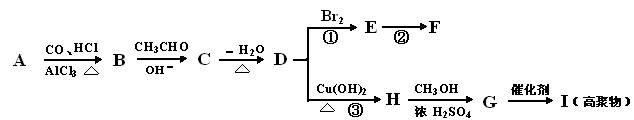 A CO、HCl AlCl₃ △ B CH₃CHO OH⁻ C －H₂O △ D Br₂ ① E ② F
Cu(OH)₂ △ ③ H CH₃OH 浓 H₂SO₄ G 催化剂 I（高聚物）